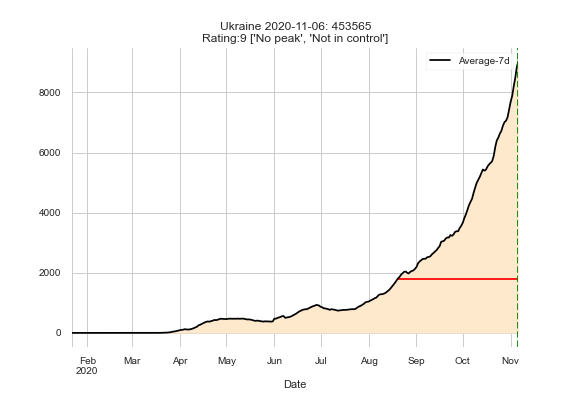 Ukraine 2020-11-06: 453565
Rating:9 ['No peak', 'Not in control']
Average-7d
8000
6000
4000
2000
0
Feb Mar Apr May Jun Jul Aug Sep Oct Nov
2020
Date